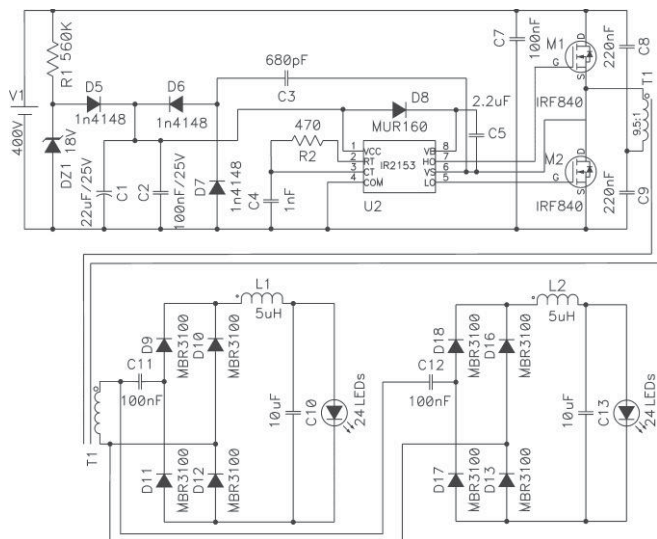 V1
400V
R1 560K
DZ1 18V
D5
1n4148
D6
1n4148
22uF/25V
C1
C2
100nF/25V
680pF
C3
D7
1n4148
470
R2
C4
1nF
D8
MUR160
2.2uF
C5
1 VCC VB 8
2 RT HO 7
3 CT IR2153 VS 6
4 COM LO 5
U2
C7
100nF
M1
D
G
S
IRF840
M2
D
G
S
IRF840
220nF
C8
T1
9.5:1
220nF
C9
L1
5uH
D9
MBR3100
D10
MBR3100
C11
100nF
T1
D11
MBR3100
D12
MBR3100
10uF
C10
24 LEDs
L2
5uH
D18
MBR3100
D16
MBR3100
C12
100nF
D17
MBR3100
D13
MBR3100
10uF
C13
24 LEDs